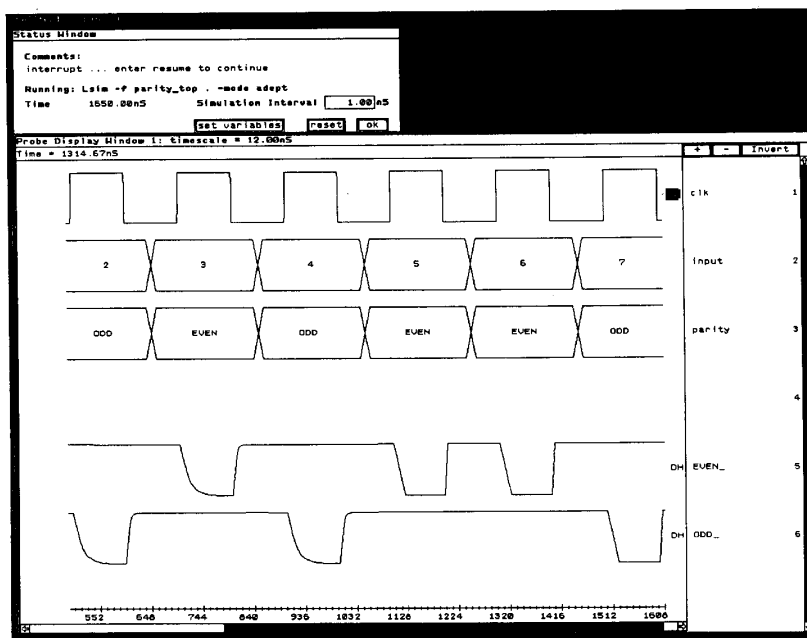 Status Window
Comments:
interrupt ... enter resume to continue
Running: Lsim -f parity_top . -mode adept
Time 1650.00nS Simulation Interval 1.00 nS
set variables reset ok
Probe Display Window 1: timescale = 12.00nS
Time = 1314.67nS + - Invert
clk 1
2 3 4 5 6 7 input 2
ODD EVEN ODD EVEN EVEN ODD parity 3
4
DH EVEN_ 5
DH ODD_ 6
552 648 744 840 936 1032 1128 1224 1320 1416 1512 1608